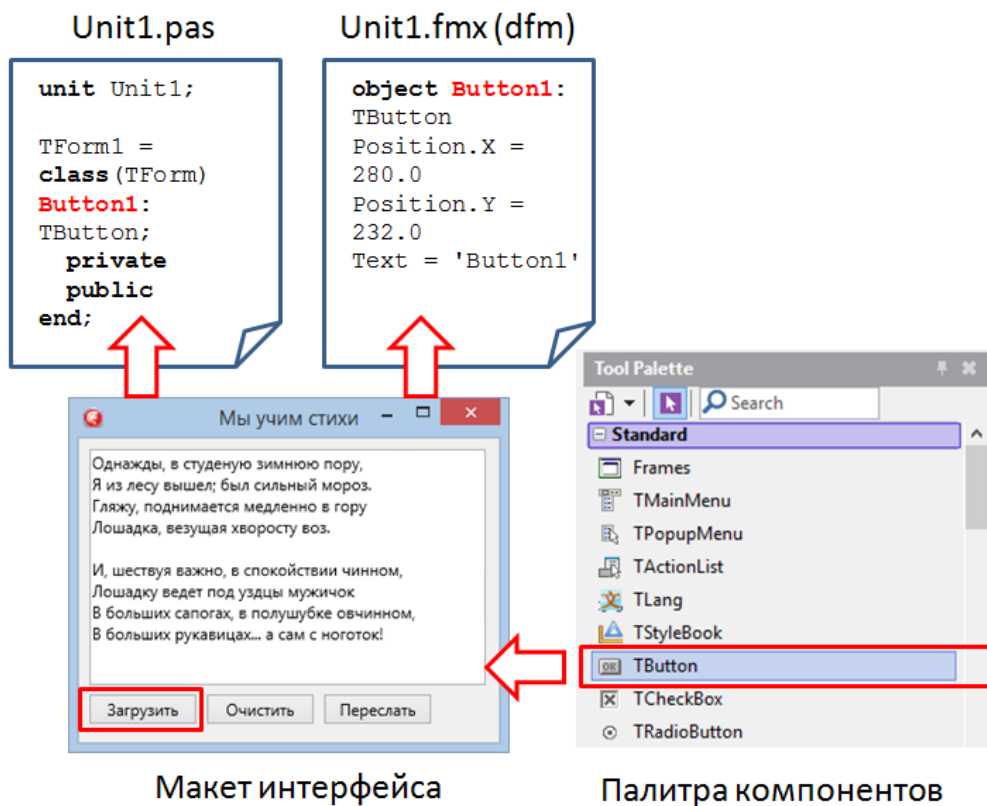 Unit1.pas
unit Unit1;
TForm1 =
class(TForm)
Button1:
TButton;
private
public
end;
Unit1.fmx (dfm)
object Button1:
TButton
Position.X =
280.0
Position.Y =
232.0
Text = 'Button1'
Мы учим стихи
Однажды, в студеную зимнюю пору,
Я из лесу вышел; был сильный мороз.
Гляжу, поднимается медленно в гору
Лошадка, везущая хворосту воз.
И, шествуя важно, в спокойствии чинном,
Лошадку ведет под уздцы мужичок
В больших сапогах, в полушубке овчинном,
В больших рукавицах... а сам с ноготок!
Загрузить Очистить Переслать
Макет интерфейса
Tool Palette
Search
Standard
Frames
TMainMenu
TPopupMenu
TActionList
TLang
TStyleBook
OK TButton
TCheckBox
TRadioButton
Палитра компонентов